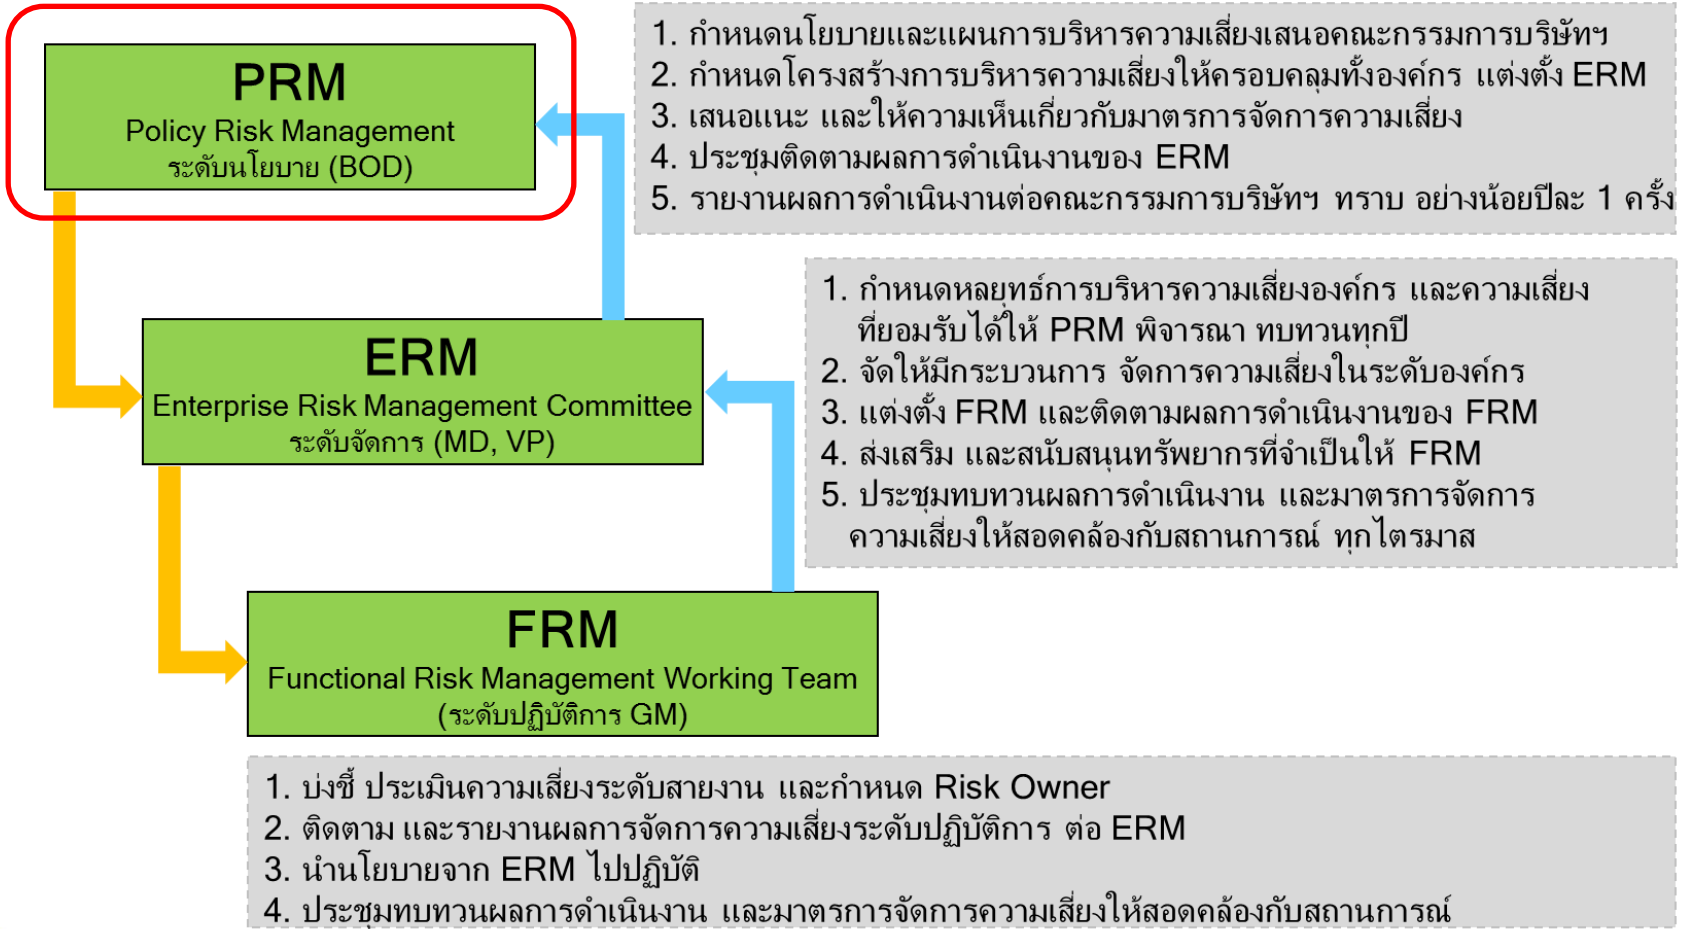 PRM
Policy Risk Management
ระดับนโยบาย (BOD)
1. กำหนดนโยบายและแผนการบริหารความเสี่ยงเสนอคณะกรรมการบริษัทฯ
2. กำหนดโครงสร้างการบริหารความเสี่ยงให้ครอบคลุมทั้งองค์กร แต่งตั้ง ERM
3. เสนอแนะ และให้ความเห็นเกี่ยวกับมาตรการจัดการความเสี่ยง
4. ประชุมติดตามผลการดำเนินงานของ ERM
5. รายงานผลการดำเนินงานต่อคณะกรรมการบริษัทฯ ทราบ อย่างน้อยปีละ 1 ครั้ง
ERM
Enterprise Risk Management Committee
ระดับจัดการ (MD, VP)
1. กำหนดหลยุทธ์การบริหารความเสี่ยงองค์กร และความเสี่ยง
ที่ยอมรับได้ให้ PRM พิจารณา ทบทวนทุกปี
2. จัดให้มีกระบวนการ จัดการความเสี่ยงในระดับองค์กร
3. แต่งตั้ง FRM และติดตามผลการดำเนินงานของ FRM
4. ส่งเสริม และสนับสนุนทรัพยากรที่จำเป็นให้ FRM
5. ประชุมทบทวนผลการดำเนินงาน และมาตรการจัดการ
ความเสี่ยงให้สอดคล้องกับสถานการณ์ ทุกไตรมาส
FRM
Functional Risk Management Working Team
(ระดับปฏิบัติการ GM)
1. บ่งชี้ ประเมินความเสี่ยงระดับสายงาน และกำหนด Risk Owner
2. ติดตาม และรายงานผลการจัดการความเสี่ยงระดับปฏิบัติการ ต่อ ERM
3. นำนโยบายจาก ERM ไปปฏิบัติ
4. ประชุมทบทวนผลการดำเนินงาน และมาตรการจัดการความเสี่ยงให้สอดคล้องกับสถานการณ์